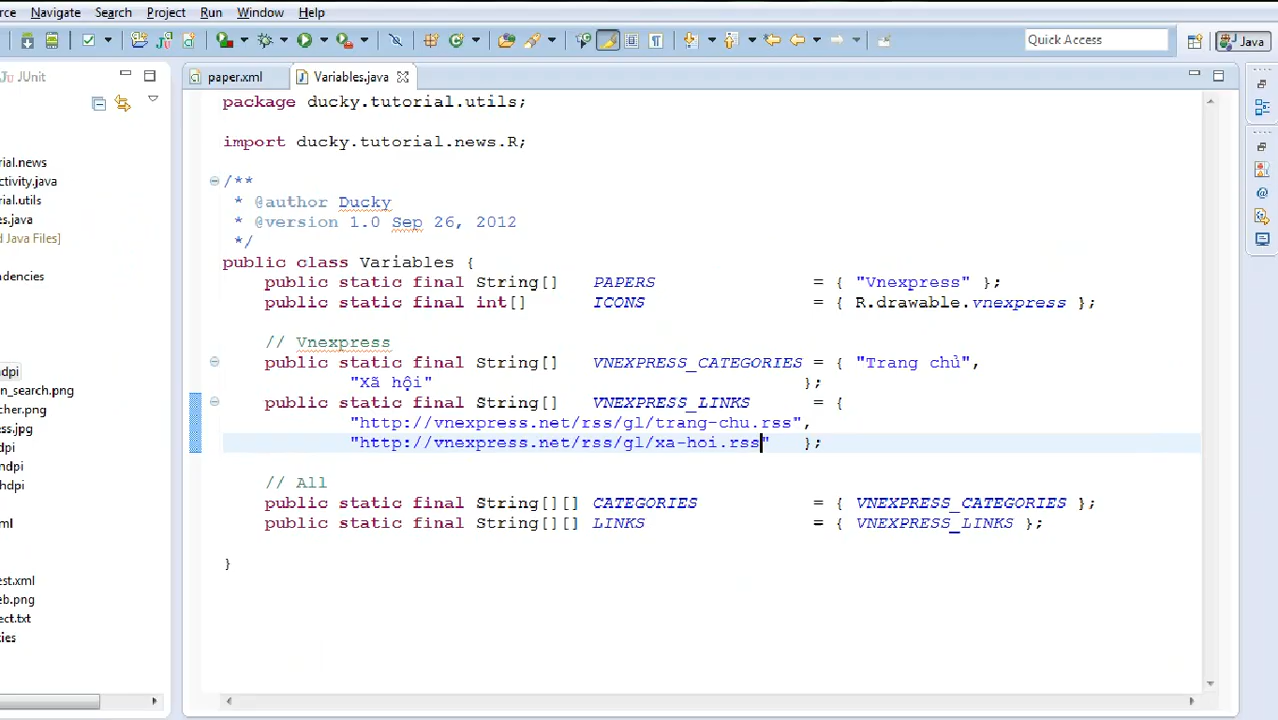 rce Navigate Search Project Run Window Help
Quick Access
Java
JUnit
paper.xml Variables.java
package ducky.tutorial.utils;
import ducky.tutorial.news.R;
/**
* @author Ducky
* @version 1.0 Sep 26, 2012
*/
public class Variables {
public static final String[] PAPERS = { "Vnexpress" };
public static final int[] ICONS = { R.drawable.vnexpress };
// Vnexpress
public static final String[] VNEXPRESS_CATEGORIES = { "Trang chủ",
"Xã hội" };
public static final String[] VNEXPRESS_LINKS = {
"http://vnexpress.net/rss/gl/trang-chu.rss",
"http://vnexpress.net/rss/gl/xa-hoi.rss" };
// All
public static final String[][] CATEGORIES = { VNEXPRESS_CATEGORIES };
public static final String[][] LINKS = { VNEXPRESS_LINKS };
}
rial.news
ctivity.java
ial.utils
es.java
d Java Files]
endencies
dpi
n_search.png
cher.png
ss.jpg
dpi
hdpi
ml
est.xml
eb.png
ect.txt
ies